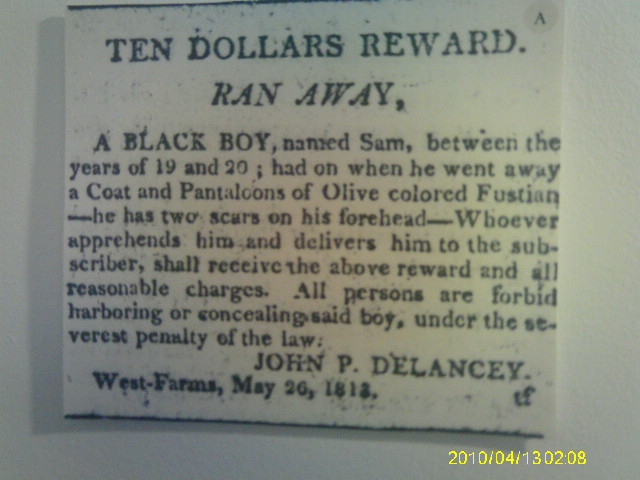 A
TEN DOLLARS REWARD.
RAN AWAY,
A BLACK BOY, named Sam, between the
years of 19 and 20; had on when he went away
a Coat and Pantaloons of Olive colored Fustian
—he has two scars on his forehead—Whoever
apprehends him and delivers him to the sub-
scriber, shall receive the above reward and all
reasonable charges. All persons are forbid
harboring or concealing said boy, under the se-
verest penalty of the law.
JOHN P. DELANCEY.
West-Farms, May 26, 1813.
tf
2010/04/13 02:08